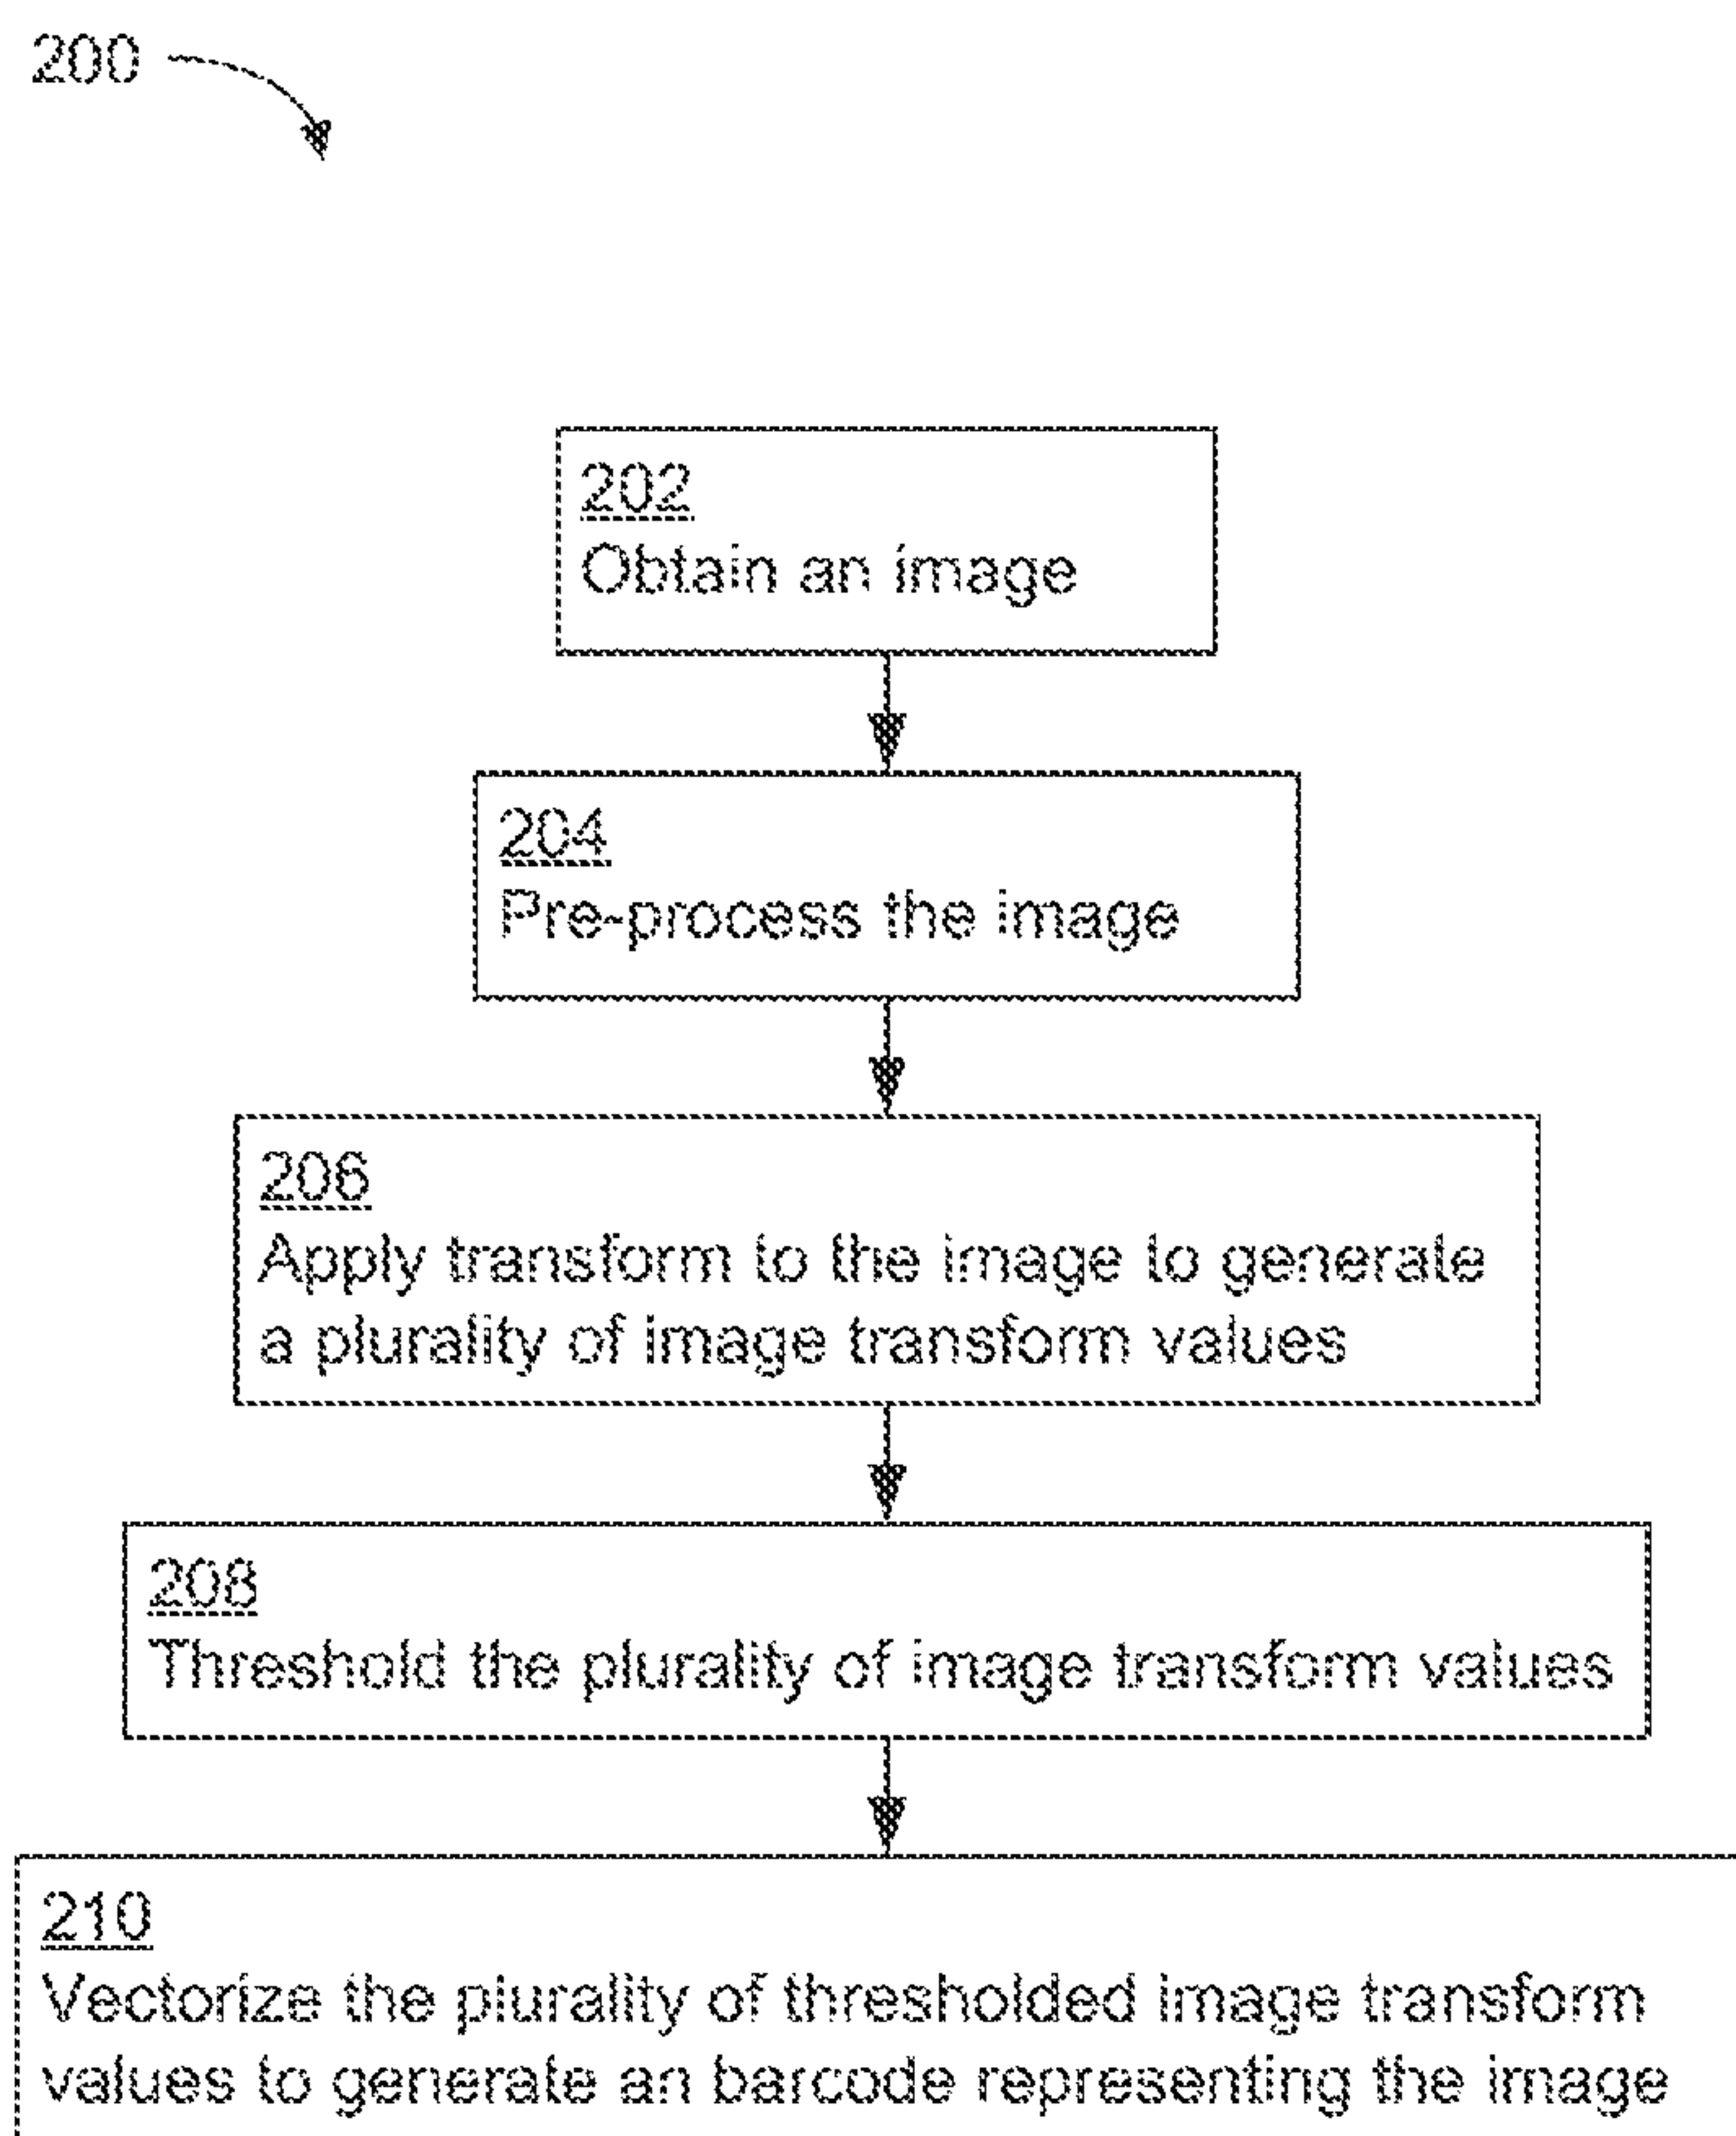 200
202
Obtain an image
204
Pre-process the image
206
Apply transform to the image to generate
a plurality of image transform values
208
Threshold the plurality of image transform values
210
Vectorize the plurality of thresholded image transform
values to generate an barcode representing the image